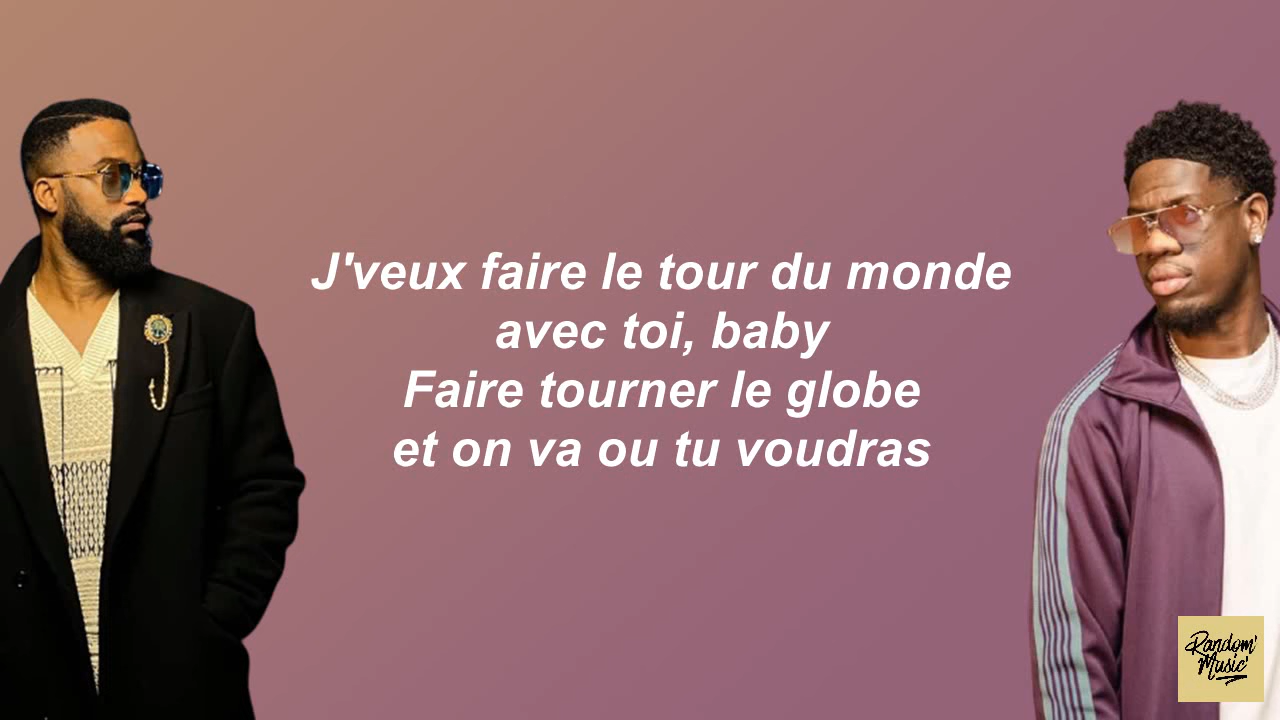 J'veux faire le tour du monde
avec toi, baby
Faire tourner le globe
et on va ou tu voudras
Random'
Music'